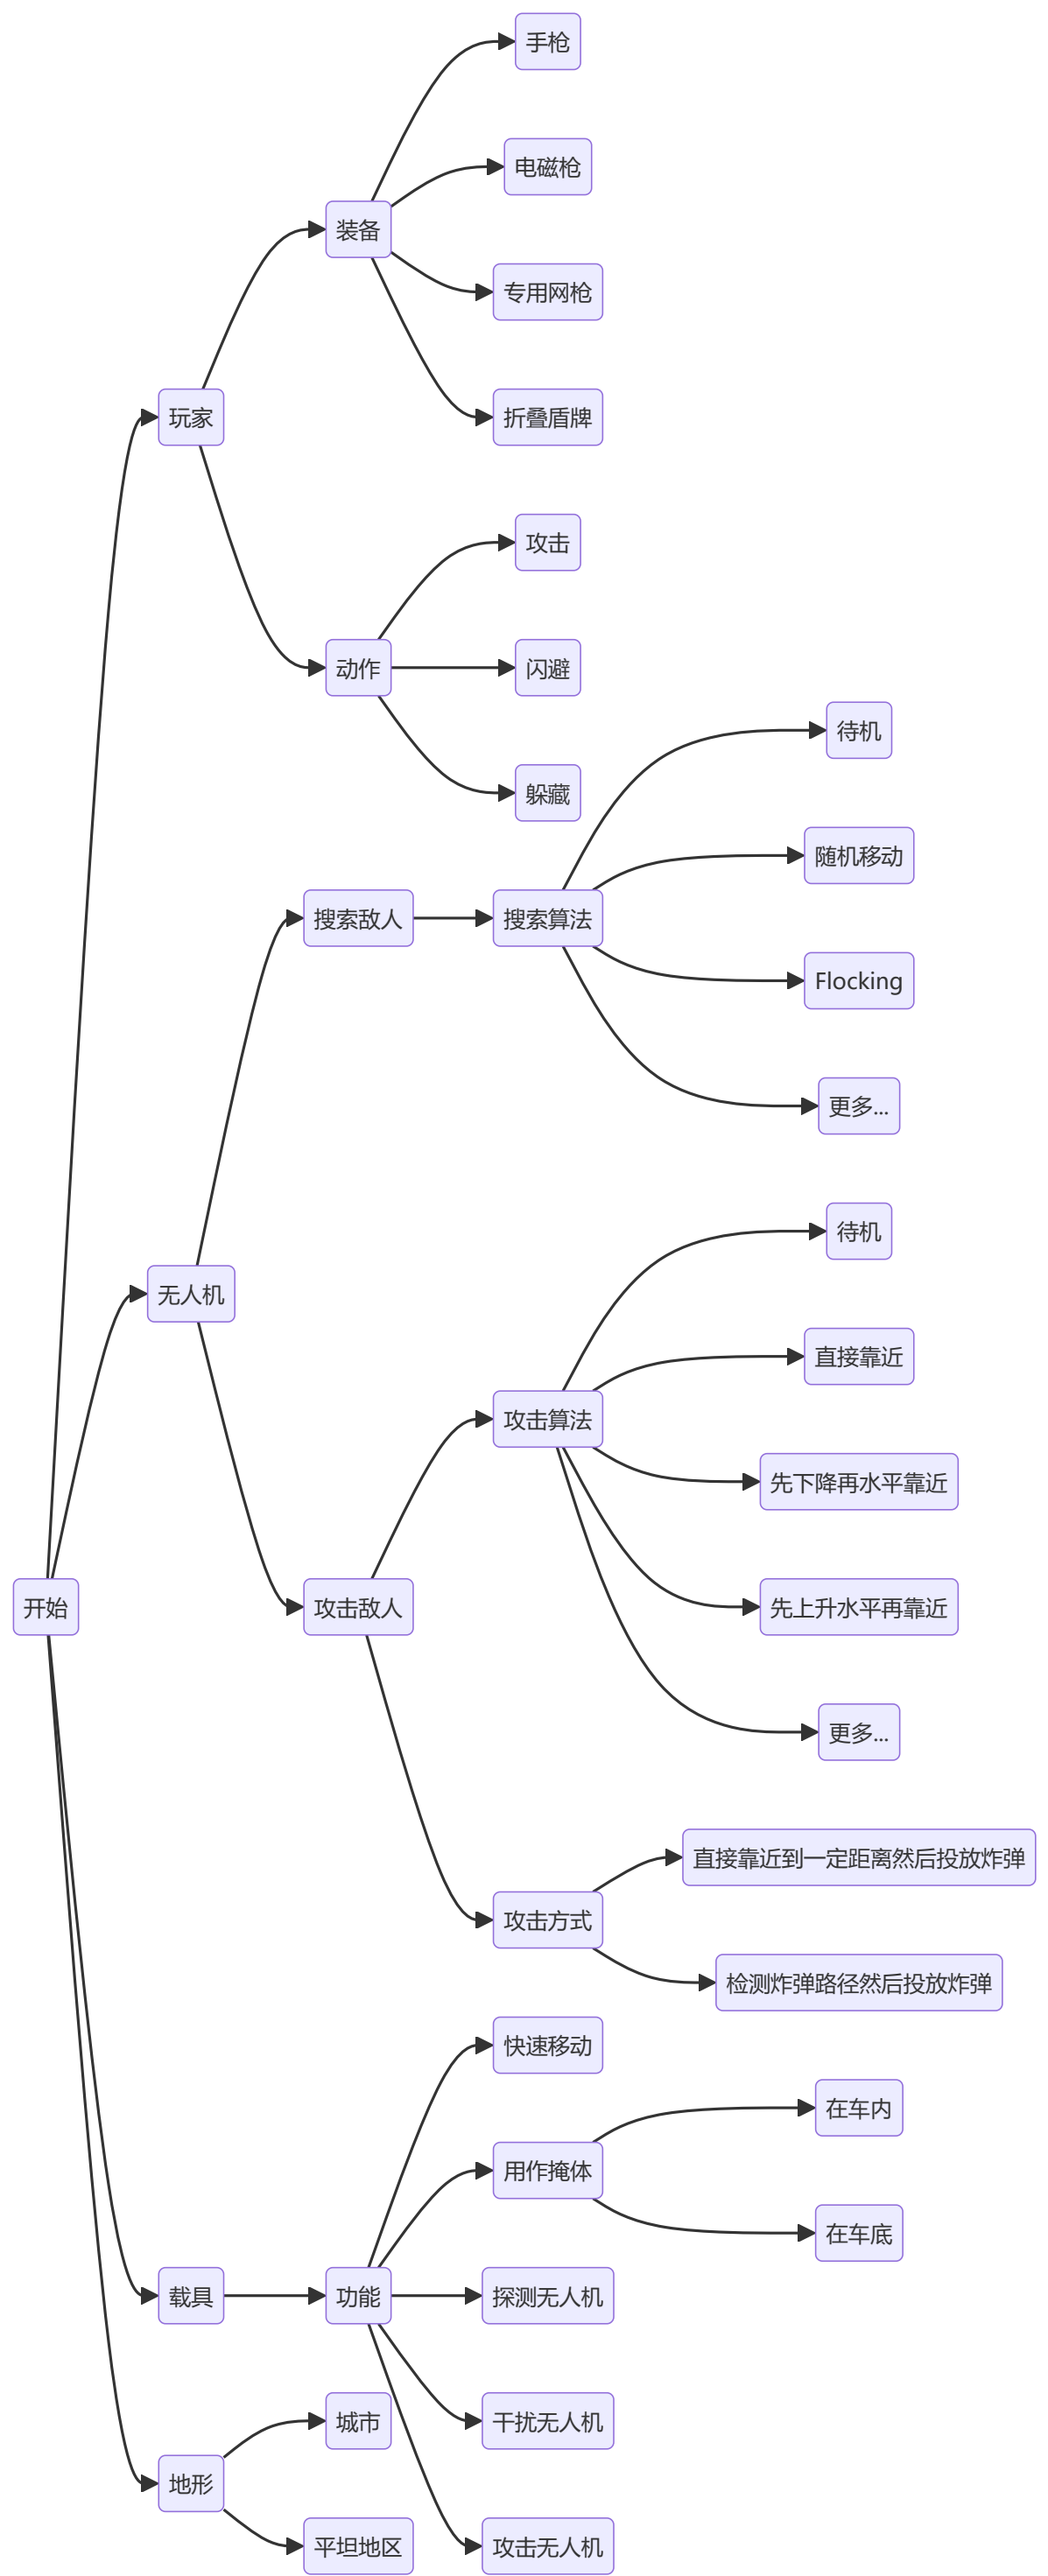 手枪
电磁枪
装备
专用网枪
玩家
折叠盾牌
攻击
动作
闪避
待机
躲藏
随机移动
搜索敌人
搜索算法
Flocking
更多...
待机
无人机
直接靠近
攻击算法
先下降再水平靠近
开始
攻击敌人
先上升水平再靠近
更多...
直接靠近到一定距离然后投放炸弹
攻击方式
检测炸弹路径然后投放炸弹
快速移动
在车内
用作掩体
在车底
载具
功能
探测无人机
城市
干扰无人机
地形
平坦地区
攻击无人机